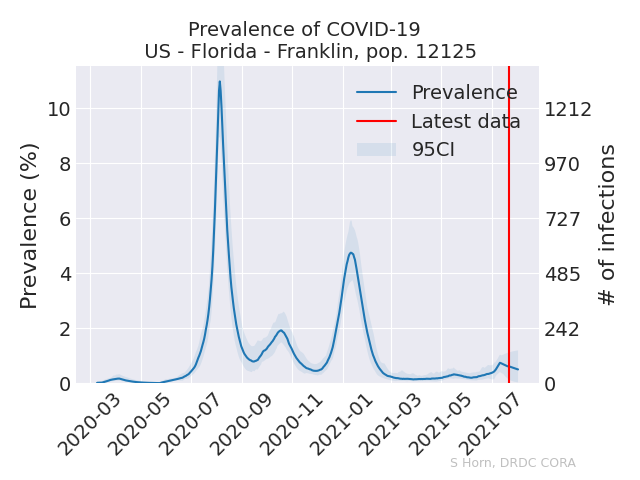 Prevalence of COVID-19
US - Florida - Franklin, pop. 12125
Prevalence
Latest data
95CI
Prevalence (%)
10
8
6
4
2
0
# of infections
1212
970
727
485
242
0
2020-03
2020-05
2020-07
2020-09
2020-11
2021-01
2021-03
2021-05
2021-07
S Horn, DRDC CORA